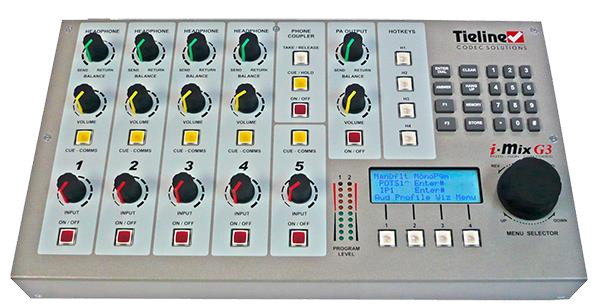 HEADPHONE HEADPHONE HEADPHONE HEADPHONE
PHONE COUPLER
PA OUTPUT
HOTKEYS
Tieline
CODEC SOLUTIONS
SEND RETURN SEND RETURN SEND RETURN SEND RETURN
BALANCE BALANCE BALANCE BALANCE
TAKE / RELEASE
SEND RETURN
BALANCE
H1
H2
H3
H4
ENTER DIAL
CLEAR
1 2 3
HANG UP
4 5 6
F1
MEMORY
7 8 9
F2
STORE
CUE / HOLD
ON / OFF
VOLUME VOLUME VOLUME VOLUME
VOLUME
CUE - COMMS CUE - COMMS CUE - COMMS CUE - COMMS CUE - COMMS
ON / OFF
i-Mix G3
1 2 3 4 5
INPUT INPUT INPUT INPUT INPUT
ON / OFF ON / OFF ON / OFF ON / OFF ON / OFF
1 2
PROGRAM LEVEL
ManDflt MonoPgm
POTS1~ Enter#
IP1 Enter#
Aud Profile Wiz Menu
1 2 3 4
REV
UP
DOWN
MENU SELECTOR